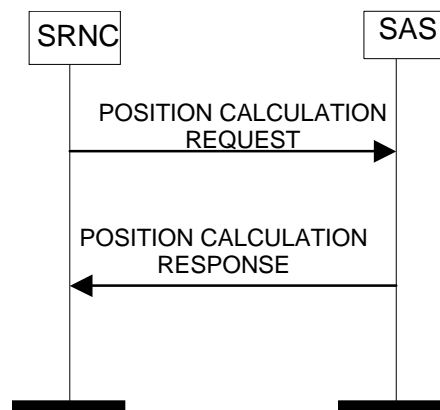 SRNC
SAS
POSITION CALCULATION
REQUEST
POSITION CALCULATION
RESPONSE